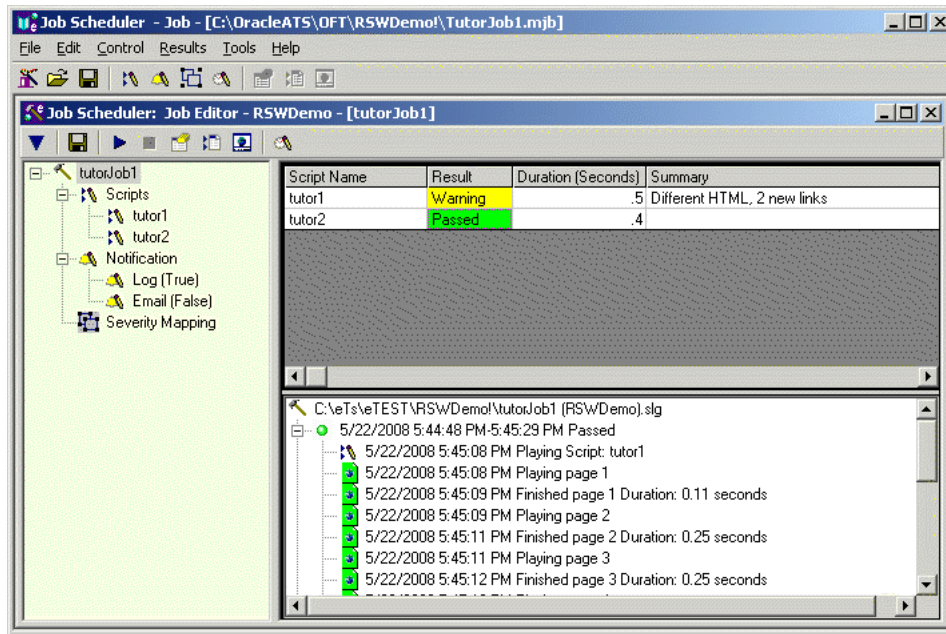 Job Scheduler - Job - [C:\OracleATS\OFT\RSWDemo!\TutorJob1.mjb]
File Edit Control Results Tools Help
Job Scheduler: Job Editor - RSWDemo - [tutorJob1]
tutorJob1
Scripts
tutor1
tutor2
Notification
Log (True)
Email (False)
Severity Mapping
Script Name Result Duration (Seconds) Summary
tutor1 Warning .5 Different HTML, 2 new links
tutor2 Passed .4
C:\eTs\eTEST\RSWDemo!\tutorJob1 (RSWDemo).slg
5/22/2008 5:44:48 PM-5:45:29 PM Passed
5/22/2008 5:45:08 PM Playing Script: tutor1
5/22/2008 5:45:08 PM Playing page 1
5/22/2008 5:45:09 PM Finished page 1 Duration: 0.11 seconds
5/22/2008 5:45:09 PM Playing page 2
5/22/2008 5:45:11 PM Finished page 2 Duration: 0.25 seconds
5/22/2008 5:45:11 PM Playing page 3
5/22/2008 5:45:12 PM Finished page 3 Duration: 0.25 seconds